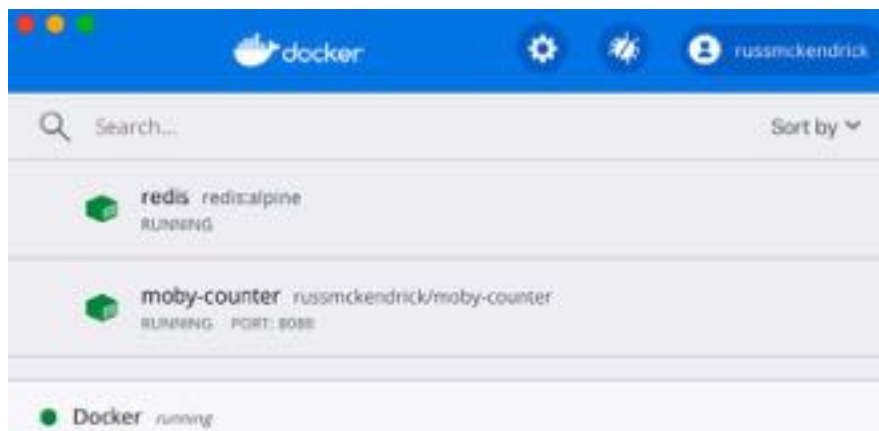 docker russmckendrick
Search... Sort by
redis redis:alpine
RUNNING
moby-counter russmckendrick/moby-counter
RUNNING PORT: 8080
Docker running